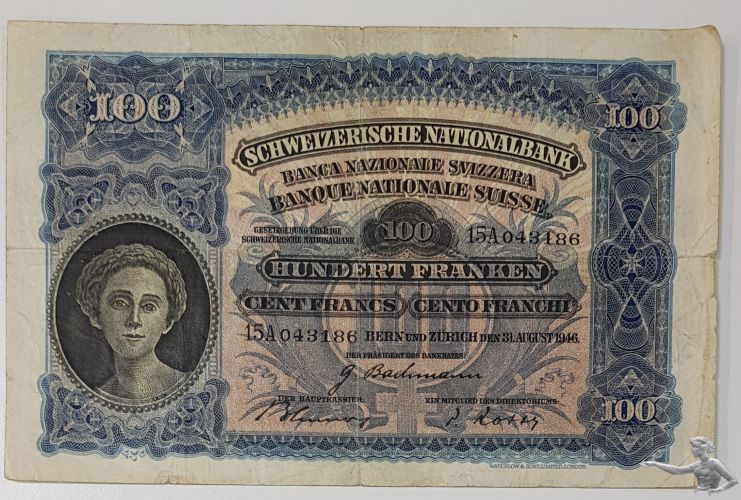 100
100
SCHWEIZERISCHE NATIONALBANK
BANCA NAZIONALE SVIZZERA
BANQUE NATIONALE SUISSE.
GESETZGEBUNG ÜBER DIE
SCHWEIZERISCHE NATIONALBANK
100
15A043186
HUNDERT FRANKEN
CENT FRANCS CENTO FRANCHI
15A043186 BERN UND ZÜRICH DEN 31. AUGUST 1946.
DER PRÄSIDENT DES BANKRATES:
G. Bachmann
DER HAUPTKASSIER: EIN MITGLIED DES DIREKTORIUMS:
P. Rossy
100
WATERLOW & SONS, LIMITED, LONDON.